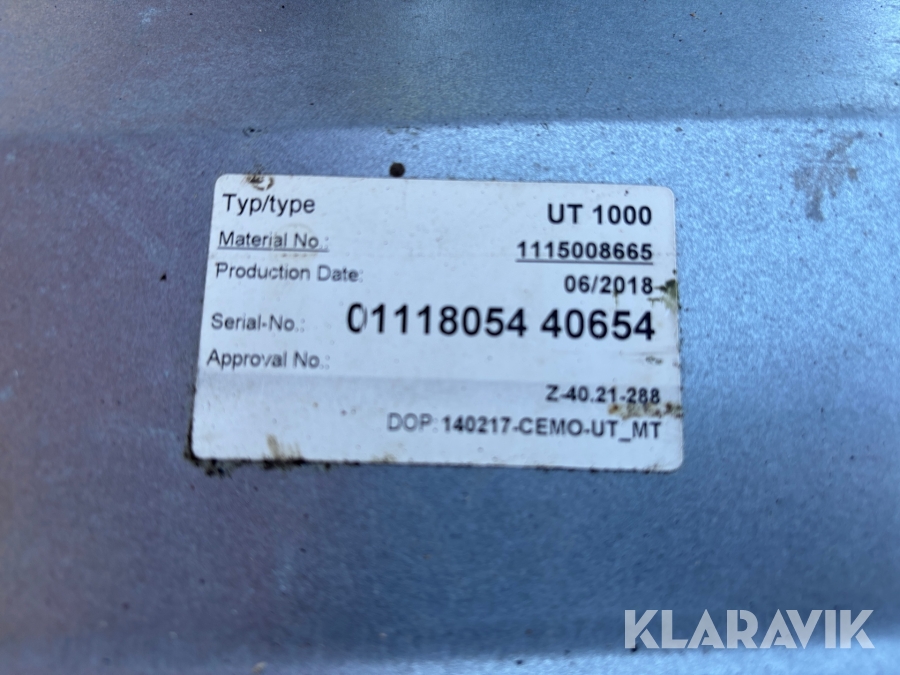 Typ/type UT 1000
Material No.: 1115008665
Production Date: 06/2018
Serial-No.: 01118054 40654
Approval No.:
Z-40.21-288
DOP: 140217-CEMO-UT_MT
KLARAVIK